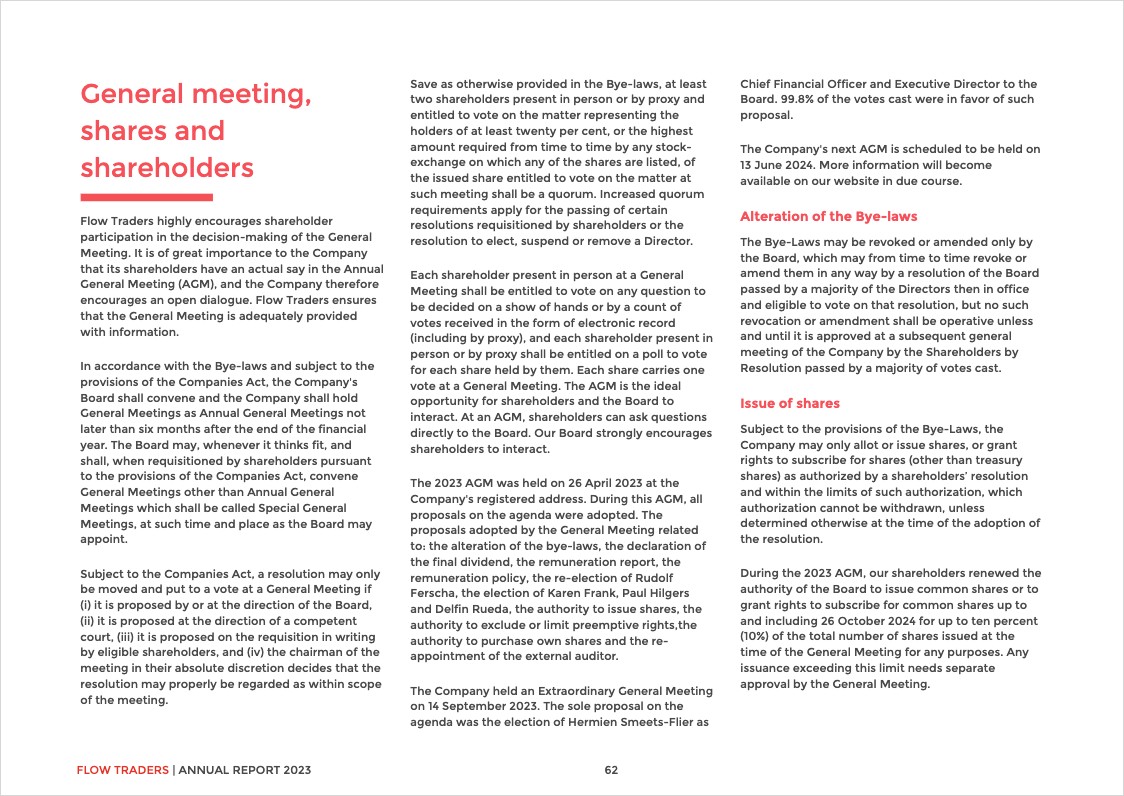 General meeting,
shares and
shareholders
Flow Traders highly encourages shareholder
participation in the decision-making of the General
Meeting. It is of great importance to the Company
that its shareholders have an actual say in the Annual
General Meeting (AGM), and the Company therefore
encourages an open dialogue. Flow Traders ensures
that the General Meeting is adequately provided
with information.
In accordance with the Bye-laws and subject to the
provisions of the Companies Act, the Company's
Board shall convene and the Company shall hold
General Meetings as Annual General Meetings not
later than six months after the end of the financial
year. The Board may, whenever it thinks fit, and
shall, when requisitioned by shareholders pursuant
to the provisions of the Companies Act, convene
General Meetings other than Annual General
Meetings which shall be called Special General
Meetings, at such time and place as the Board may
appoint.
Subject to the Companies Act, a resolution may only
be moved and put to a vote at a General Meeting if
(i) it is proposed by or at the direction of the Board,
(ii) it is proposed at the direction of a competent
court, (iii) it is proposed on the requisition in writing
by eligible shareholders, and (iv) the chairman of the
meeting in their absolute discretion decides that the
resolution may properly be regarded as within scope
of the meeting.
Save as otherwise provided in the Bye-laws, at least
two shareholders present in person or by proxy and
entitled to vote on the matter representing the
holders of at least twenty per cent, or the highest
amount required from time to time by any stock-
exchange on which any of the shares are listed, of
the issued share entitled to vote on the matter at
such meeting shall be a quorum. Increased quorum
requirements apply for the passing of certain
resolutions requisitioned by shareholders or the
resolution to elect, suspend or remove a Director.
Each shareholder present in person at a General
Meeting shall be entitled to vote on any question to
be decided on a show of hands or by a count of
votes received in the form of electronic record
(including by proxy), and each shareholder present in
person or by proxy shall be entitled on a poll to vote
for each share held by them. Each share carries one
vote at a General Meeting. The AGM is the ideal
opportunity for shareholders and the Board to
interact. At an AGM, shareholders can ask questions
directly to the Board. Our Board strongly encourages
shareholders to interact.
The 2023 AGM was held on 26 April 2023 at the
Company's registered address. During this AGM, all
proposals on the agenda were adopted. The
proposals adopted by the General Meeting related
to: the alteration of the bye-laws, the declaration of
the final dividend, the remuneration report, the
remuneration policy, the re-election of Rudolf
Ferscha, the election of Karen Frank, Paul Hilgers
and Delfin Rueda, the authority to issue shares, the
authority to exclude or limit preemptive rights,the
authority to purchase own shares and the re-
appointment of the external auditor.
The Company held an Extraordinary General Meeting
on 14 September 2023. The sole proposal on the
agenda was the election of Hermien Smeets-Flier as
Chief Financial Officer and Executive Director to the
Board. 99.8% of the votes cast were in favor of such
proposal.
The Company's next AGM is scheduled to be held on
13 June 2024. More information will become
available on our website in due course.
Alteration of the Bye-laws
The Bye-Laws may be revoked or amended only by
the Board, which may from time to time revoke or
amend them in any way by a resolution of the Board
passed by a majority of the Directors then in office
and eligible to vote on that resolution, but no such
revocation or amendment shall be operative unless
and until it is approved at a subsequent general
meeting of the Company by the Shareholders by
Resolution passed by a majority of votes cast.
Issue of shares
Subject to the provisions of the Bye-Laws, the
Company may only allot or issue shares, or grant
rights to subscribe for shares (other than treasury
shares) as authorized by a shareholders' resolution
and within the limits of such authorization, which
authorization cannot be withdrawn, unless
determined otherwise at the time of the adoption of
the resolution.
During the 2023 AGM, our shareholders renewed the
authority of the Board to issue common shares or to
grant rights to subscribe for common shares up to
and including 26 October 2024 for up to ten percent
(10%) of the total number of shares issued at the
time of the General Meeting for any purposes. Any
issuance exceeding this limit needs separate
approval by the General Meeting.
FLOW TRADERS | ANNUAL REPORT 2023
62